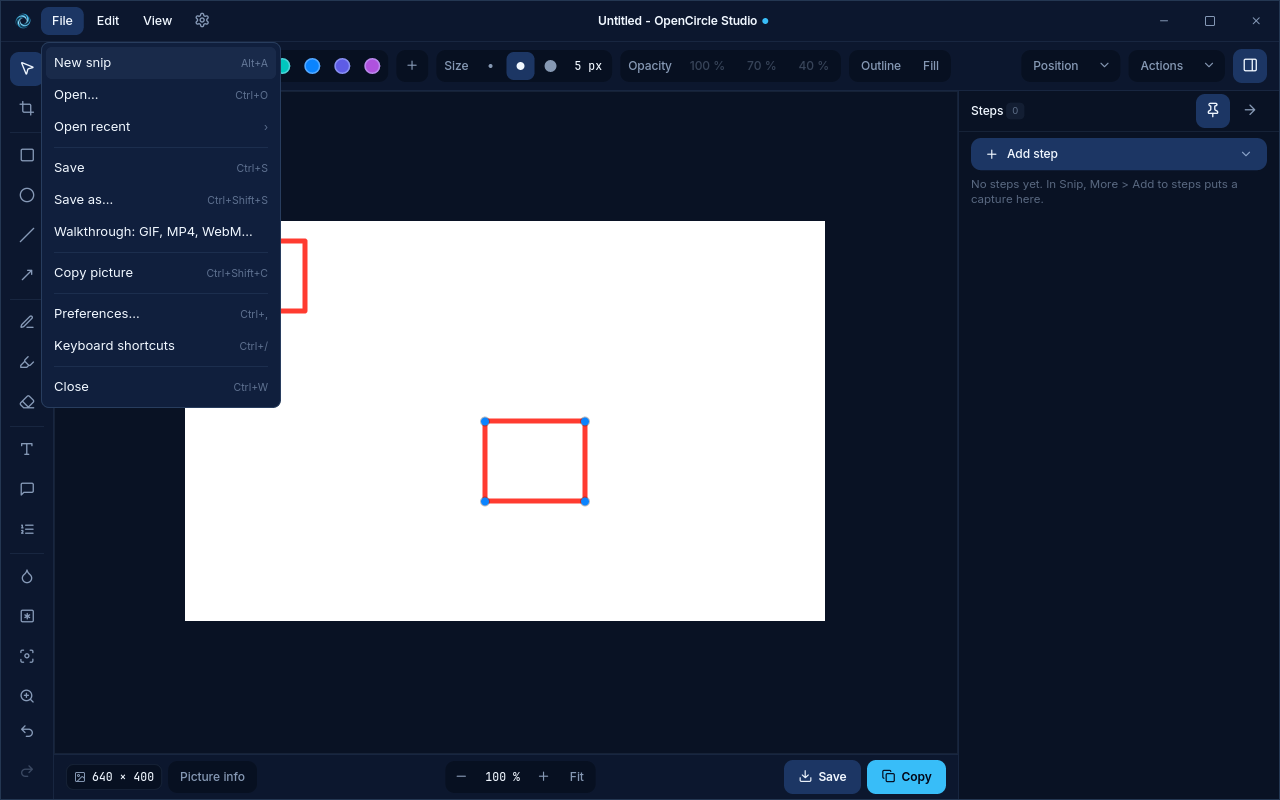 File Edit View Untitled - OpenCircle Studio
New snip Alt+A
Open... Ctrl+O
Open recent ›
Save Ctrl+S
Save as... Ctrl+Shift+S
Walkthrough: GIF, MP4, WebM...
Copy picture Ctrl+Shift+C
Preferences... Ctrl+,
Keyboard shortcuts Ctrl+/
Close Ctrl+W
Size 5 px Opacity 100 % 70 % 40 % Outline Fill Position Actions
Steps 0
Add step
No steps yet. In Snip, More > Add to steps puts a
capture here.
640 × 400 Picture info 100 % Fit Save Copy